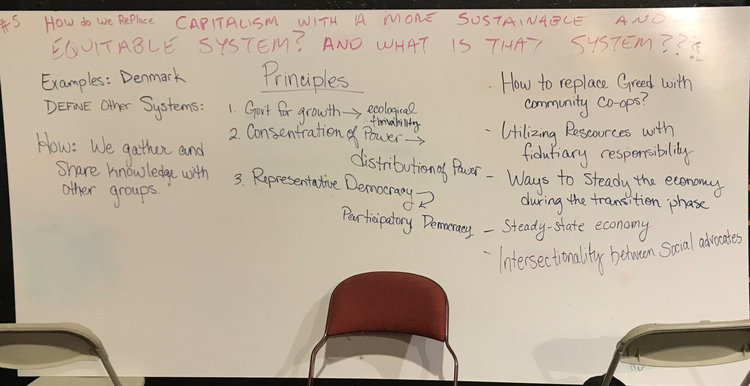 #5 HOW DO WE REPLACE CAPITALISM WITH A MORE SUSTAINABLE AND
EQUITABLE SYSTEM? AND WHAT IS THAT SYSTEM???
Examples: Denmark
DEFINE Other Systems:
How: We gather and
Share knowledge with
other groups.
Principles
1. Gov't for growth → ecological
2. Consentration of Power →
distribution of Power
3. Representative Democracy
Participatory Democracy
- How to replace Greed with
community Co-ops?
- Utilizing Rescources with
fidutiary responsibility
- Ways to Steady the economy
during the transition phase
- Steady-state economy
- Intersectionality between Social advocates